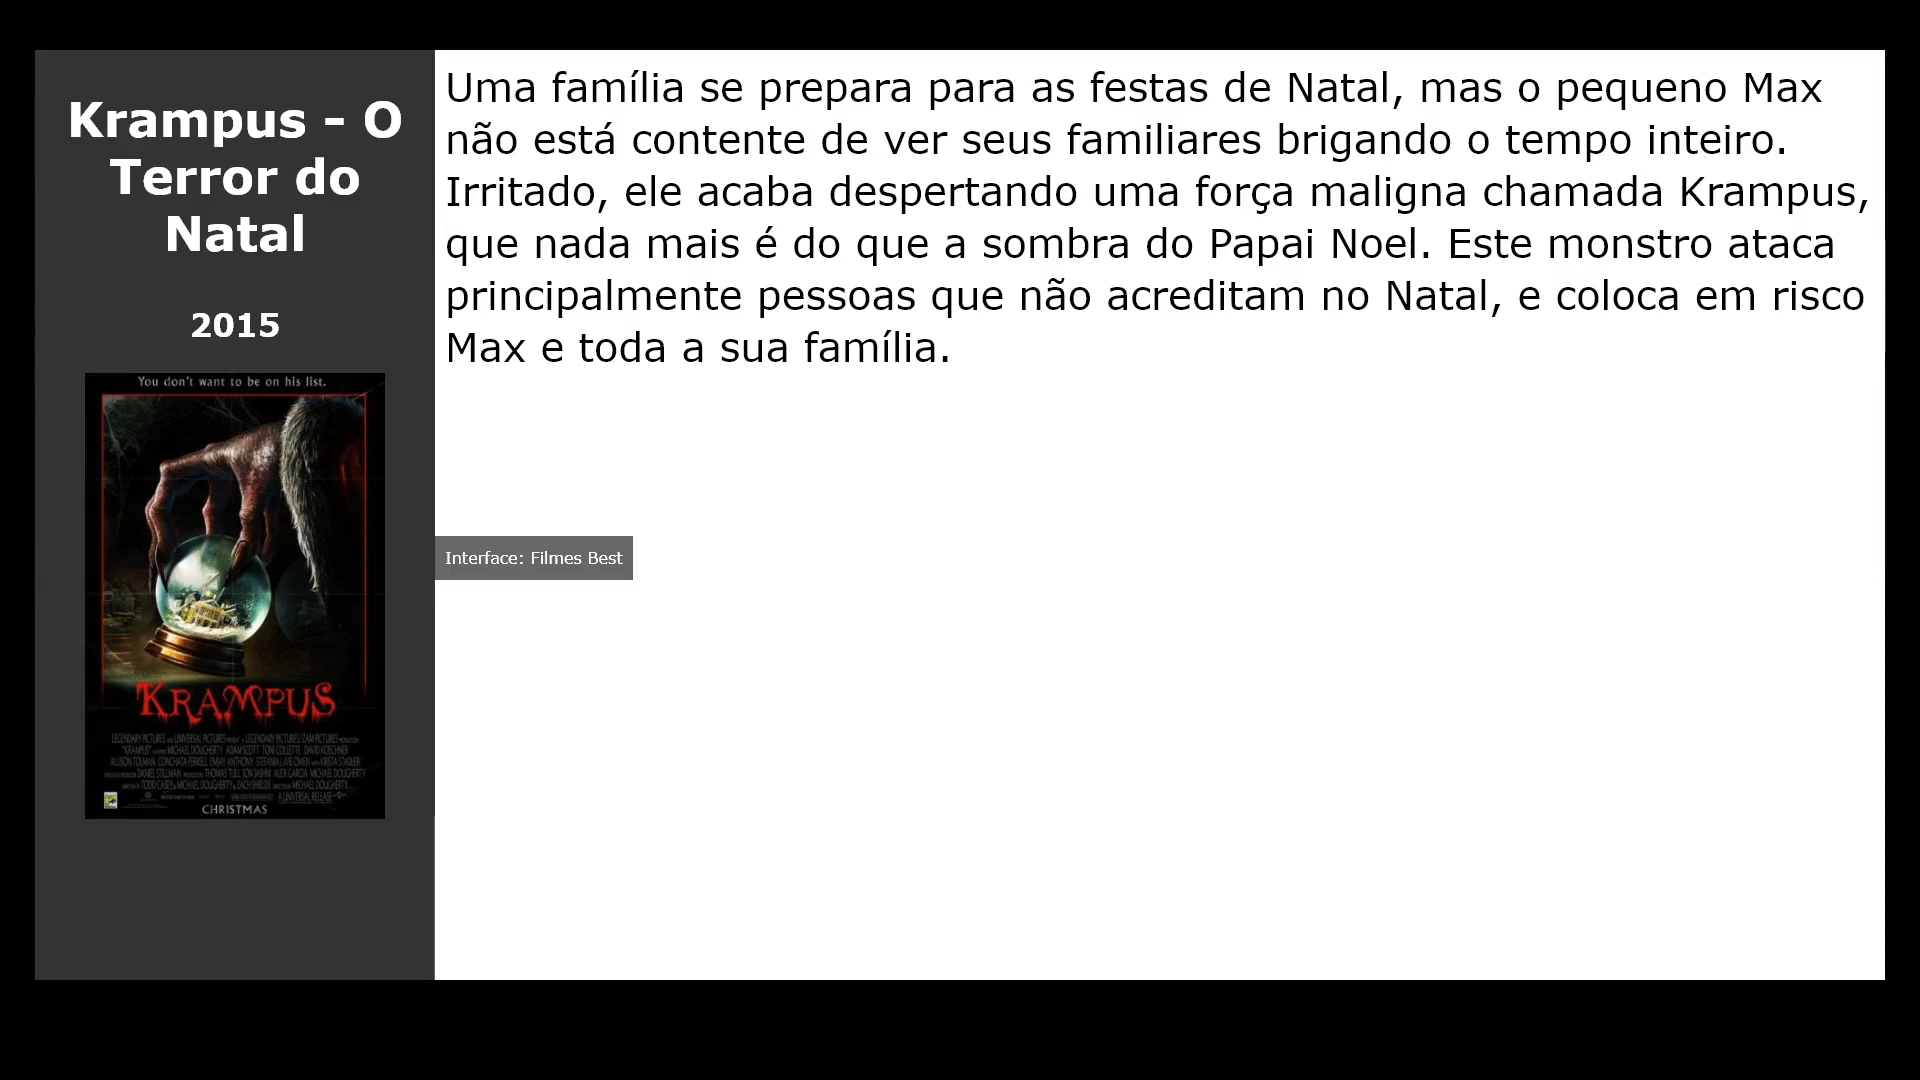 Krampus - O
Terror do
Natal
2015
You don't want to be on his list.
KRAMPUS
CHRISTMAS
Uma família se prepara para as festas de Natal, mas o pequeno Max
não está contente de ver seus familiares brigando o tempo inteiro.
Irritado, ele acaba despertando uma força maligna chamada Krampus,
que nada mais é do que a sombra do Papai Noel. Este monstro ataca
principalmente pessoas que não acreditam no Natal, e coloca em risco
Max e toda a sua família.
Interface: Filmes Best